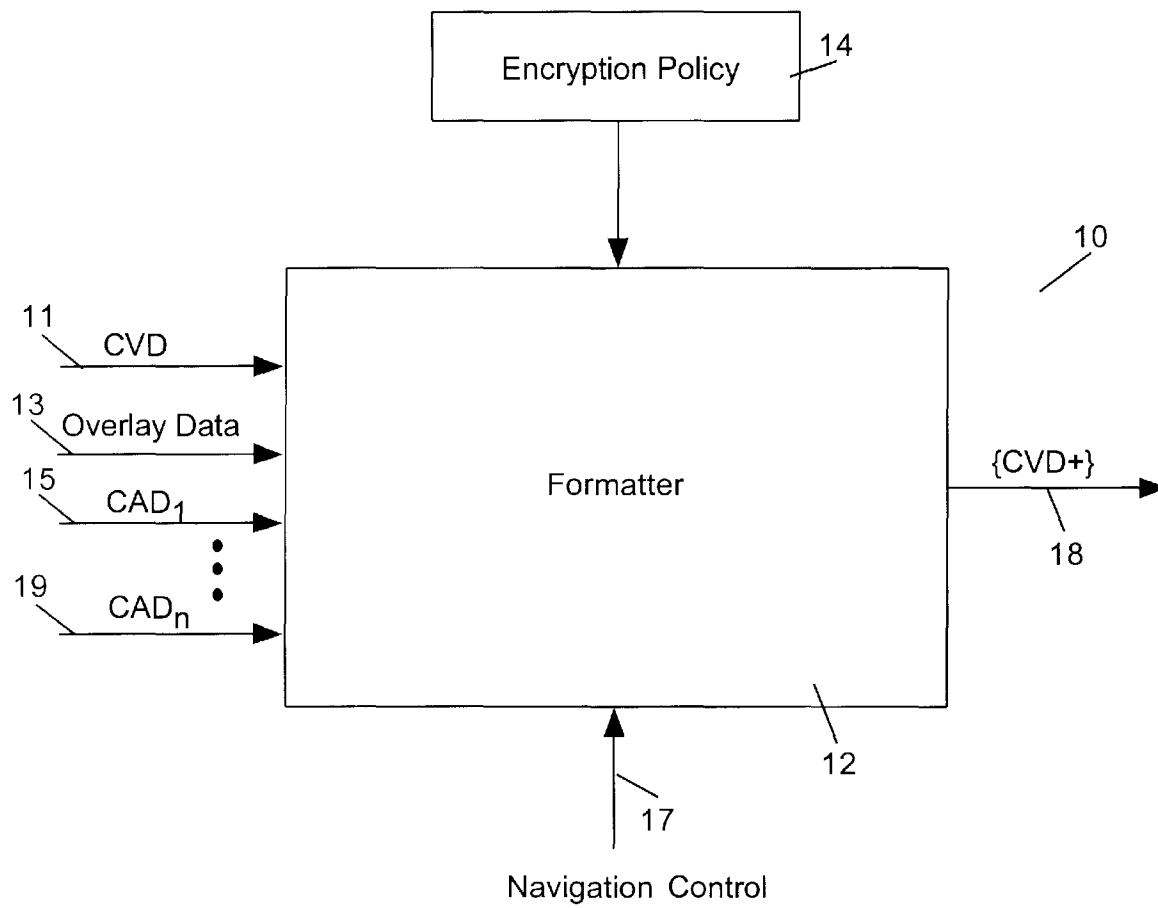 14
Encryption Policy
10
11
CVD
13
Overlay Data
15
CAD1
19
CADn
Formatter
{CVD+}
18
12
17
Navigation Control